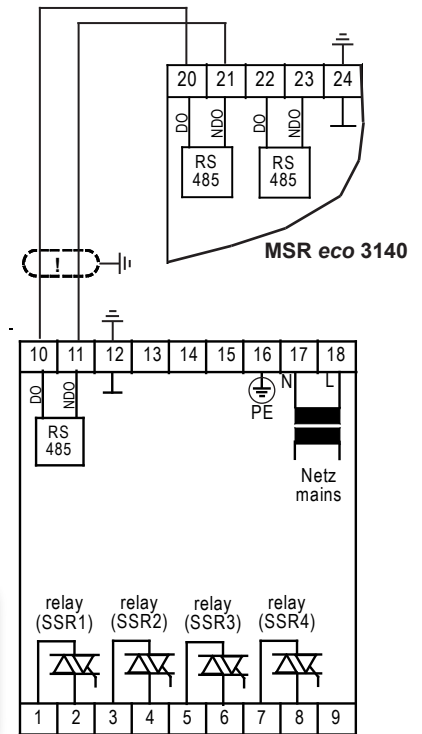 20 21 22 23 24
DO NDO DO NDO
RS 485 RS 485
MSR eco 3140
!
10 11 12 13 14 15 16 17 18
DO NDO N L
PE
RS 485
Netz
mains
relay (SSR1) relay (SSR2) relay (SSR3) relay (SSR4)
1 2 3 4 5 6 7 8 9